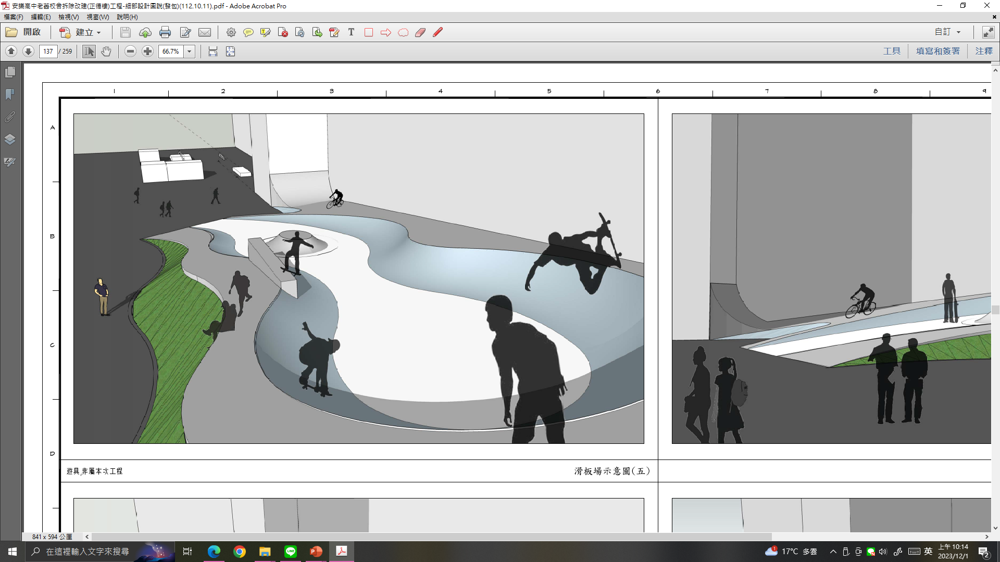 安樂高中老舊校舍拆除改建(正德樓)工程-細部設計圖說(發包)(112.10.11).pdf - Adobe Acrobat Pro
檔案(F) 編輯(E) 檢視(V) 視窗(W) 說明(H)
開啟 建立 自訂
137 / 259 66.7% 工具 填寫和簽署 注釋
1 2 3 4 5 6 7 8 9
A
B
C
D
遊具,非屬本次工程 滑板場示意圖(五)
841 x 594 公厘
在這裡輸入文字來搜尋
1 17°C 多雲 英 上午 10:14
2023/12/1 2